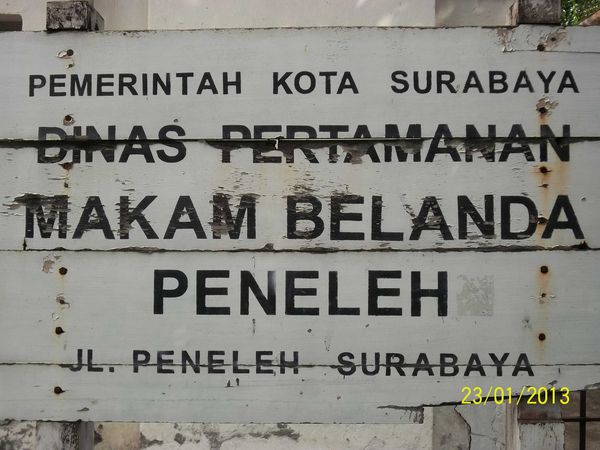 PEMERINTAH KOTA SURABAYA
DINAS PERTAMANAN
MAKAM BELANDA
PENELEH
JL. PENELEH SURABAYA
23/01/2013